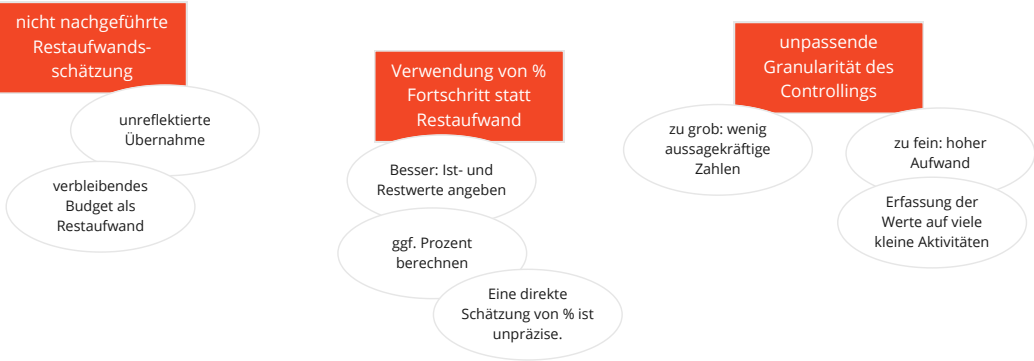 nicht nachgeführte
Restaufwands-
schätzung
unreflektierte
Übernahme
verbleibendes
Budget als
Restaufwand
Verwendung von %
Fortschritt statt
Restaufwand
Besser: Ist- und
Restwerte angeben
ggf. Prozent
berechnen
Eine direkte
Schätzung von % ist
unpräzise.
unpassende
Granularität des
Controllings
zu grob: wenig
aussagekräftige
Zahlen
zu fein: hoher
Aufwand
Erfassung der
Werte auf viele
kleine Aktivitäten